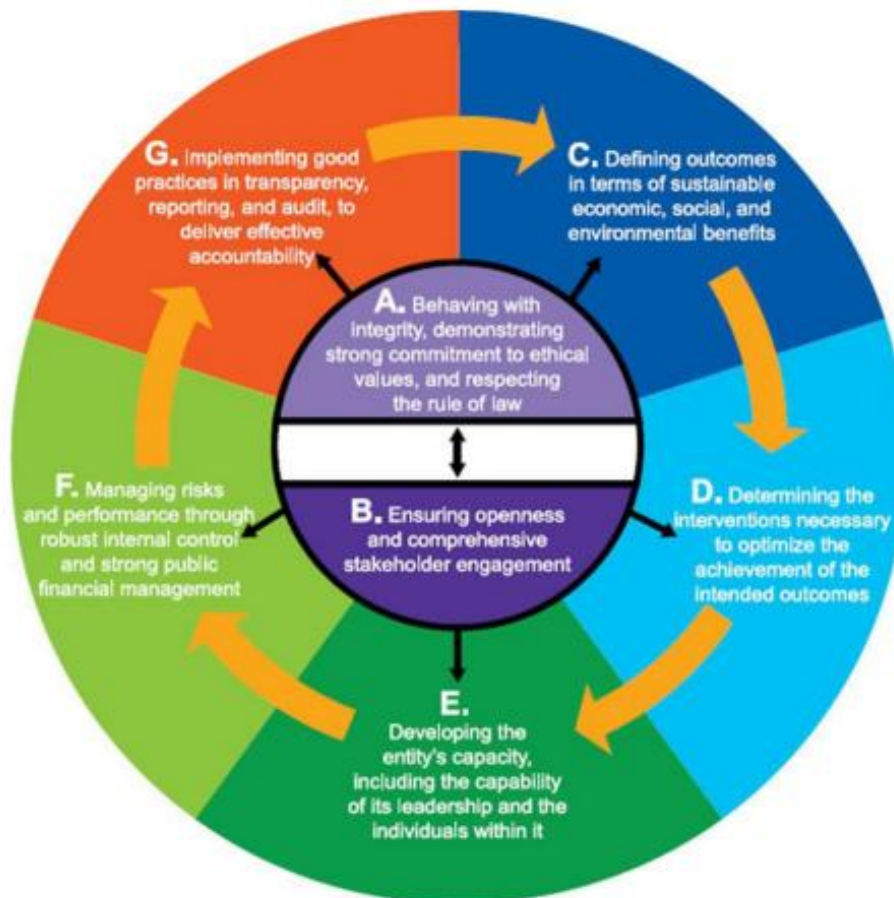 G. Implementing good
practices in transparency,
reporting, and audit, to
deliver effective
accountability
C. Defining outcomes
in terms of sustainable
economic, social, and
environmental benefits
A. Behaving with
integrity, demonstrating
strong commitment to ethical
values, and respecting
the rule of law
F. Managing risks
and performance through
robust internal control
and strong public
financial management
B. Ensuring openness
and comprehensive
stakeholder engagement
D. Determining the
interventions necessary
to optimize the
achievement of the
intended outcomes
E.
Developing the
entity's capacity,
including the capability
of its leadership and the
individuals within it